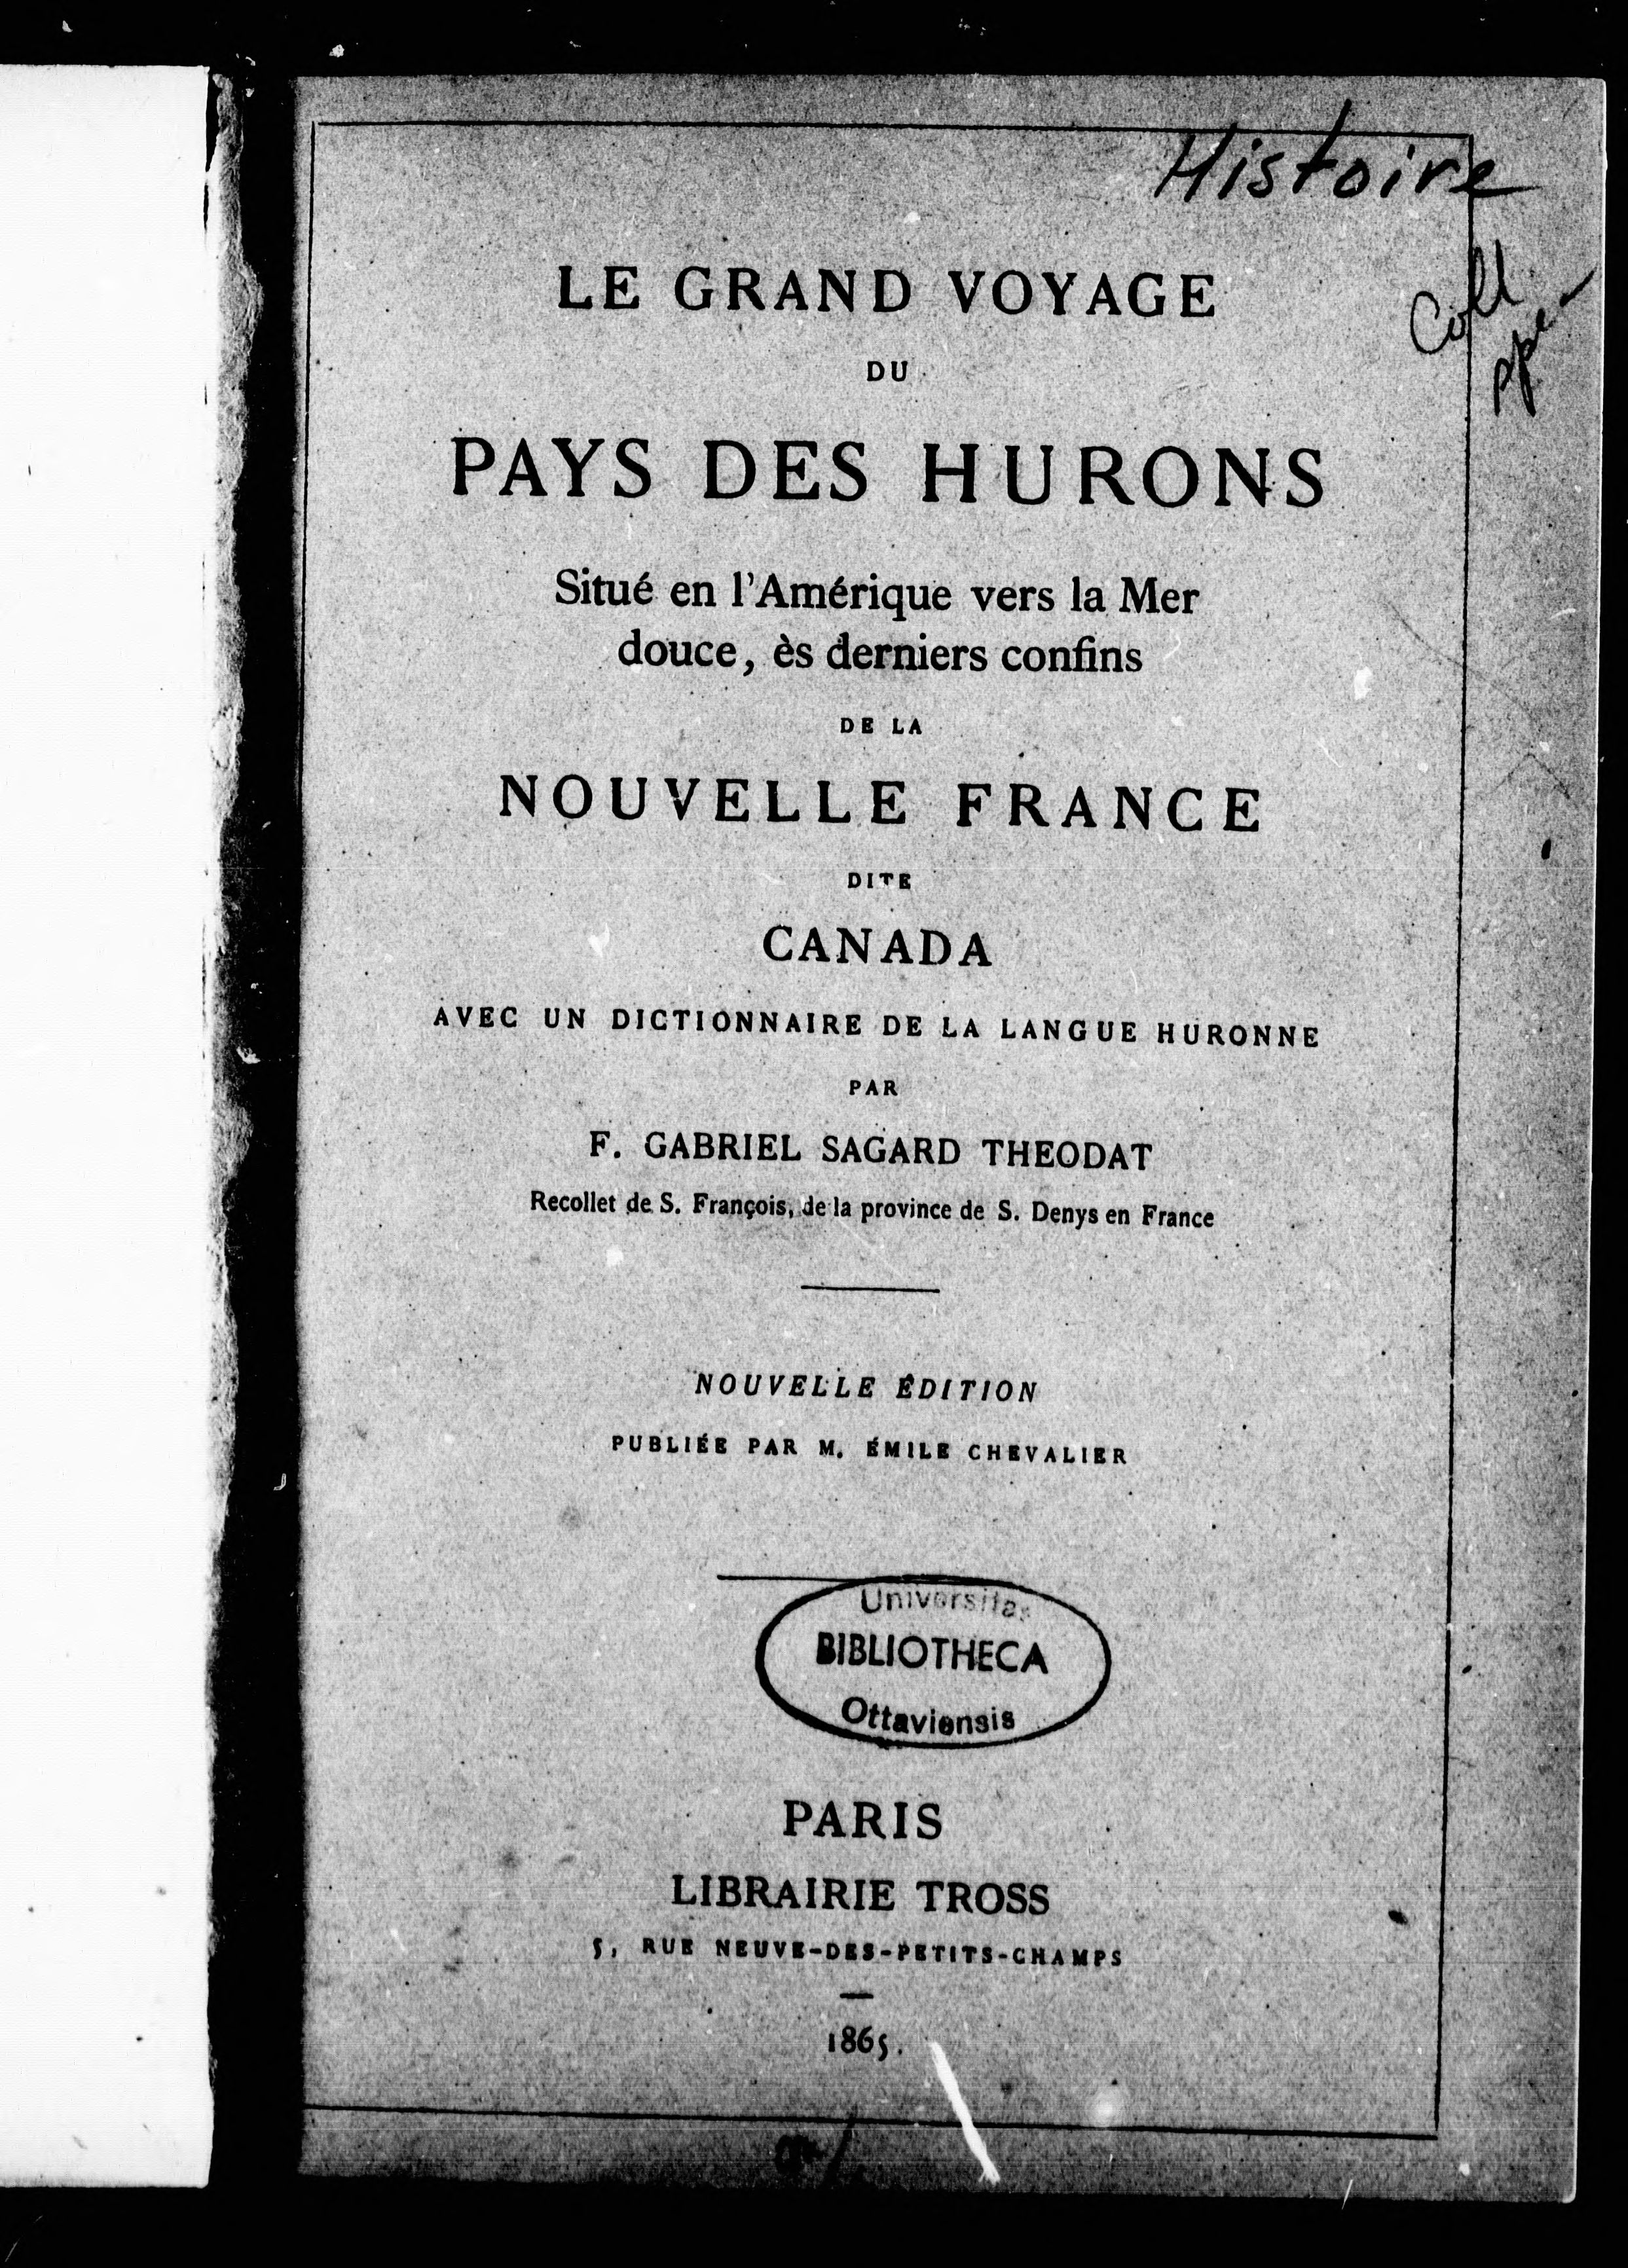 Histoire
Coll
LE GRAND VOYAGE
DU
PAYS DES HURONS
Situé en l'Amérique vers la Mer
douce, ès derniers confins
DE LA
NOUVELLE FRANCE
DITE
CANADA
AVEC UN DICTIONNAIRE DE LA LANGUE HURONNE
PAR
F. GABRIEL SAGARD THEODAT
Recollet de S. François, de la province de S. Denys en France
NOUVELLE ÉDITION
PUBLIÉE PAR M. ÉMILE CHEVALIER
Universitas
BIBLIOTHECA
Ottaviensis
PARIS
LIBRAIRIE TROSS
5, RUE NEUVE-DES-PETITS-CHAMPS
1865.